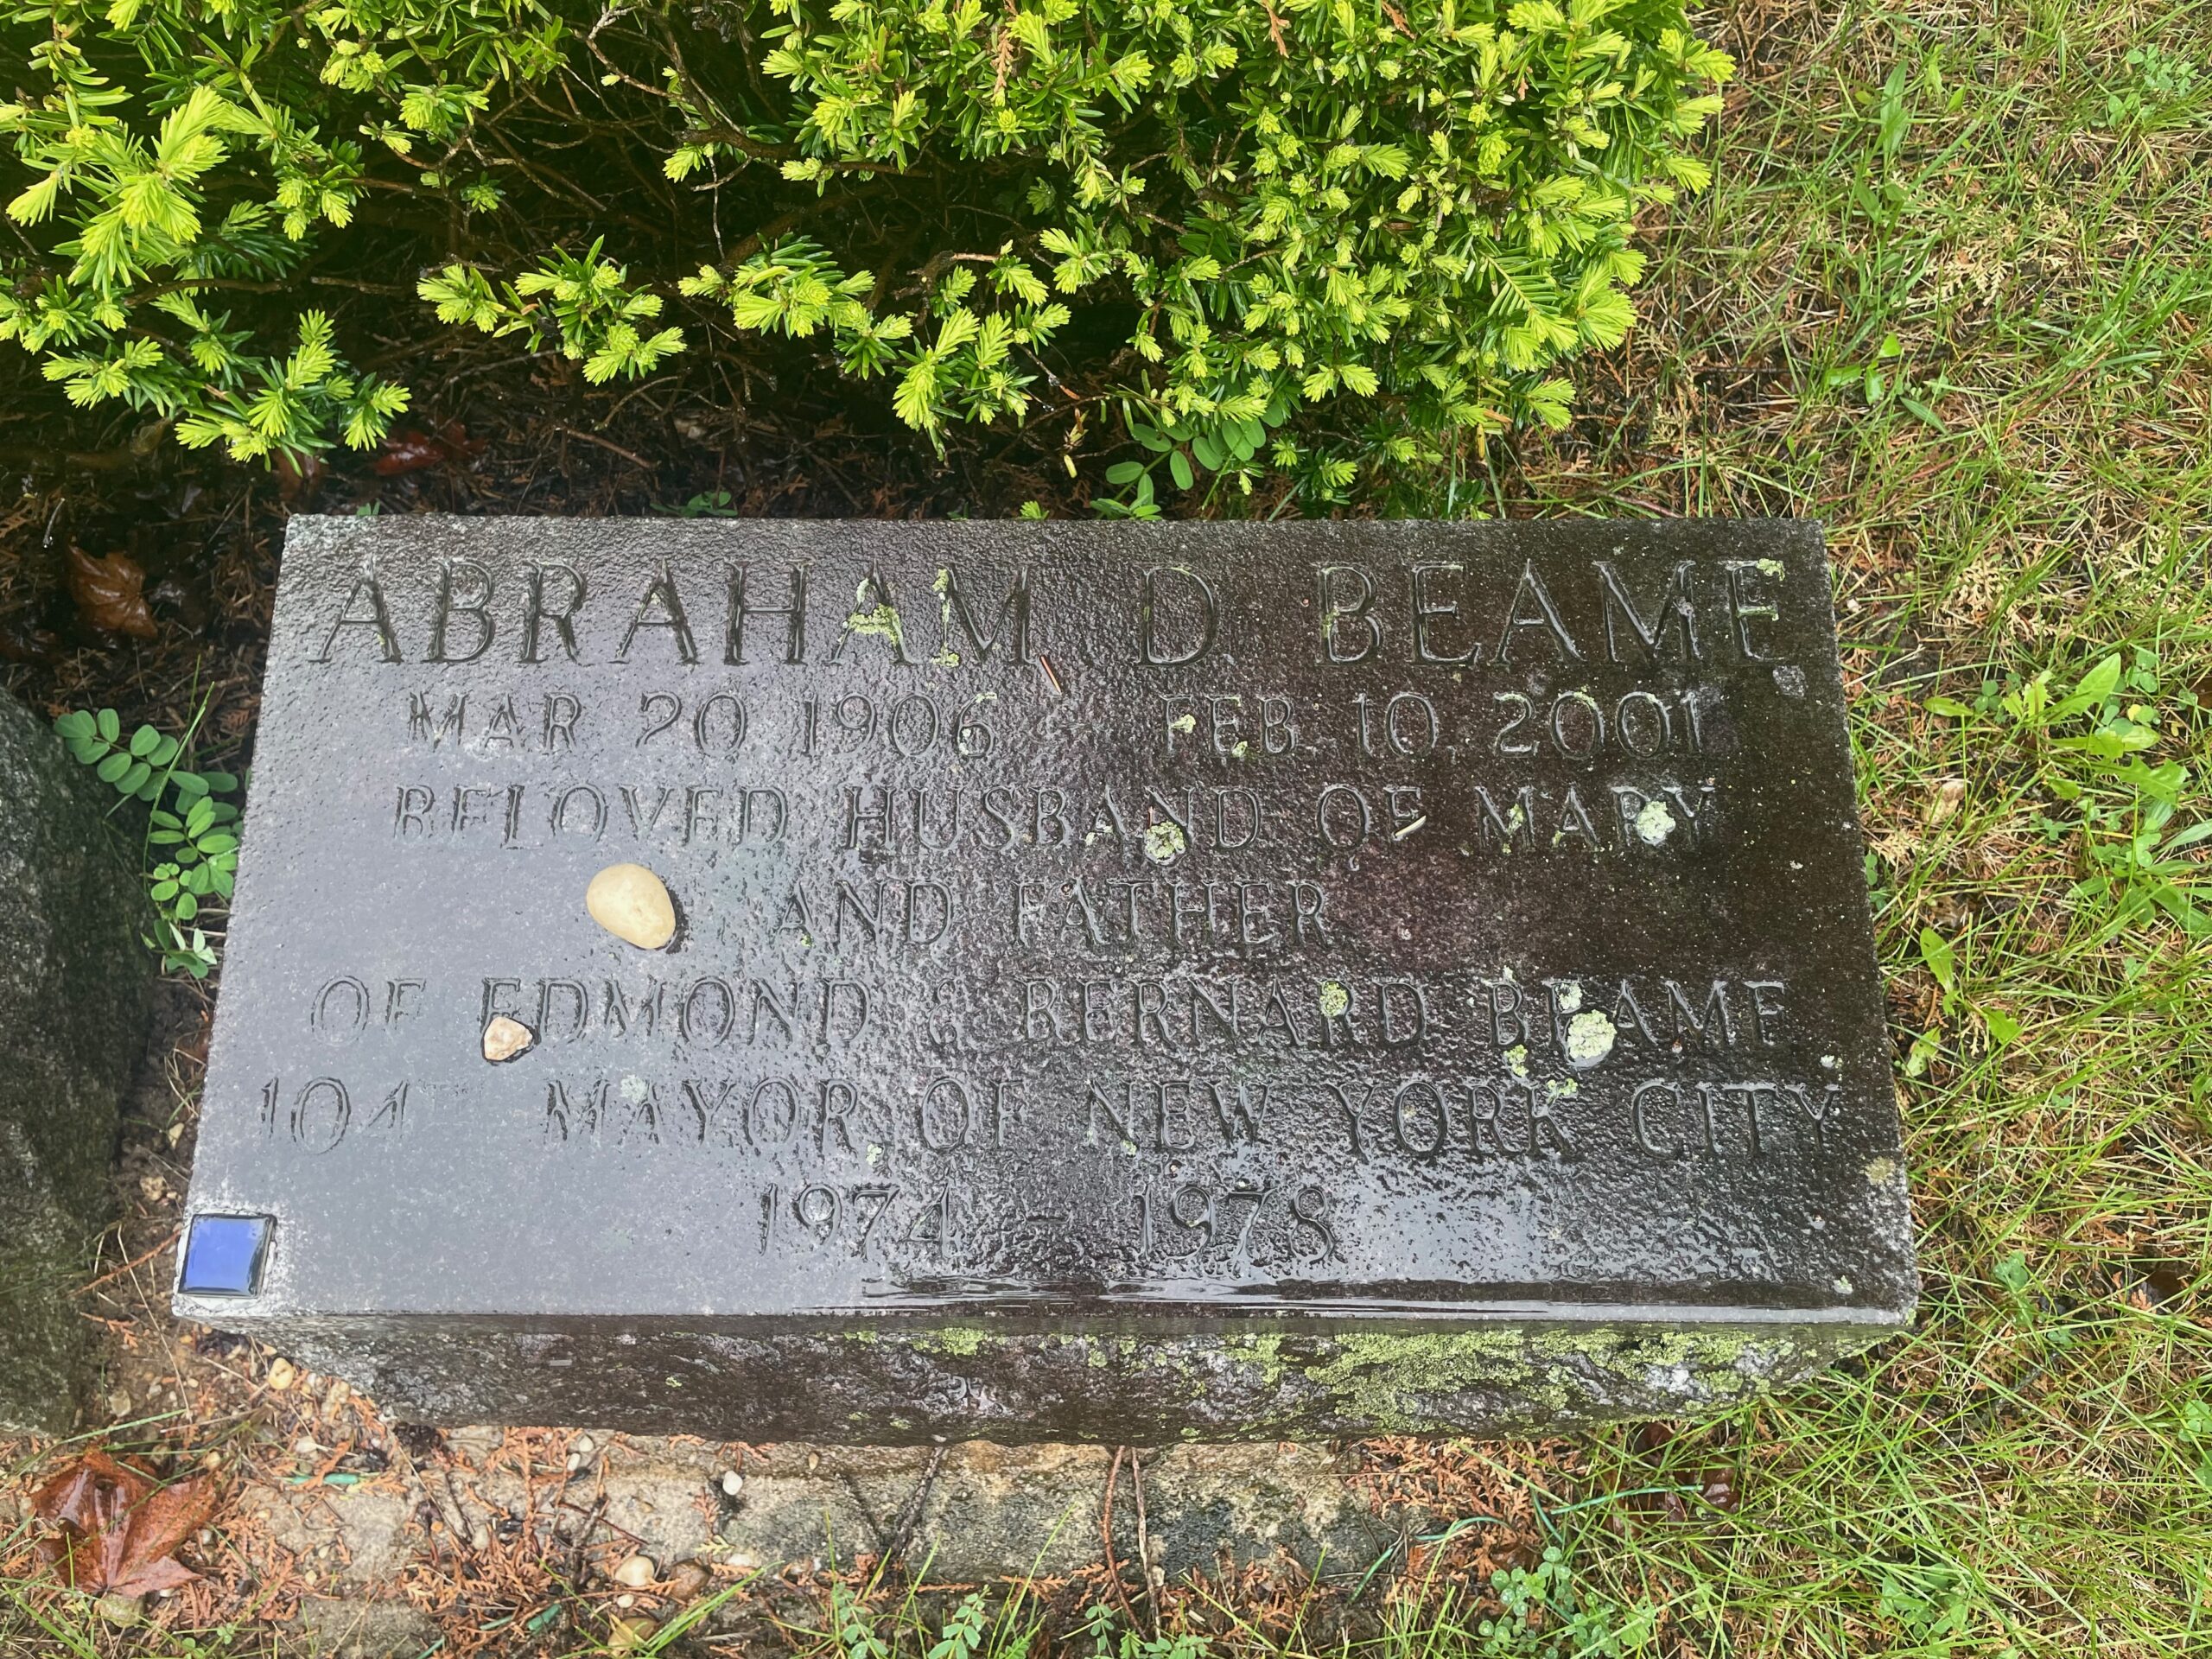 ABRAHAM D. BEAME
MAR 20 1906 FEB 10, 2001
BELOVED HUSBAND OF MARY
AND FATHER
OF EDMOND & BERNARD BEAME
MAYOR OF NEW YORK CITY
1974 - 1978